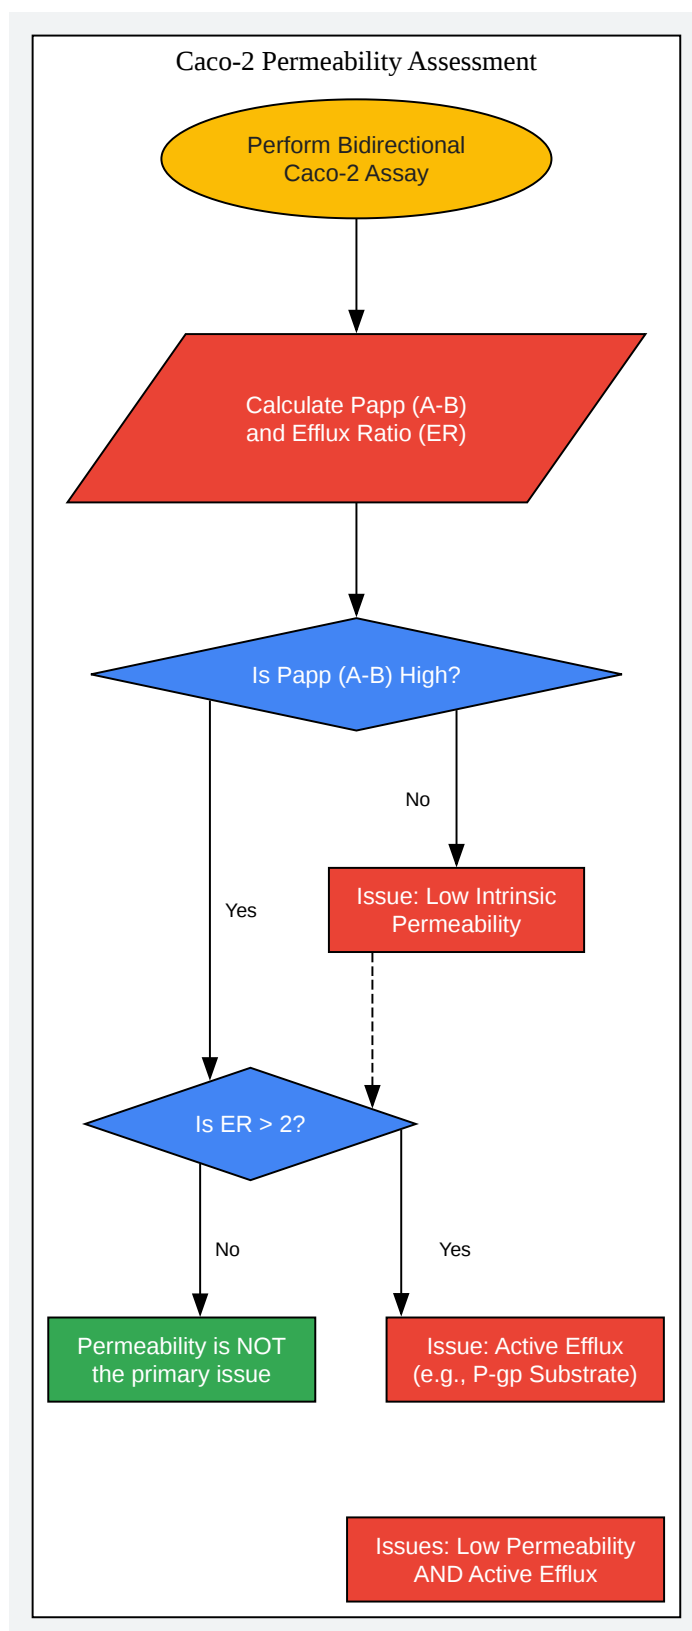 Caco-2 Permeability Assessment
Perform Bidirectional
Caco-2 Assay
Calculate Papp (A-B)
and Efflux Ratio (ER)
Is Papp (A-B) High?
No
Issue: Low Intrinsic
Permeability
Yes
Is ER > 2?
No
Yes
Permeability is NOT
the primary issue
Issue: Active Efflux
(e.g., P-gp Substrate)
Issues: Low Permeability
AND Active Efflux